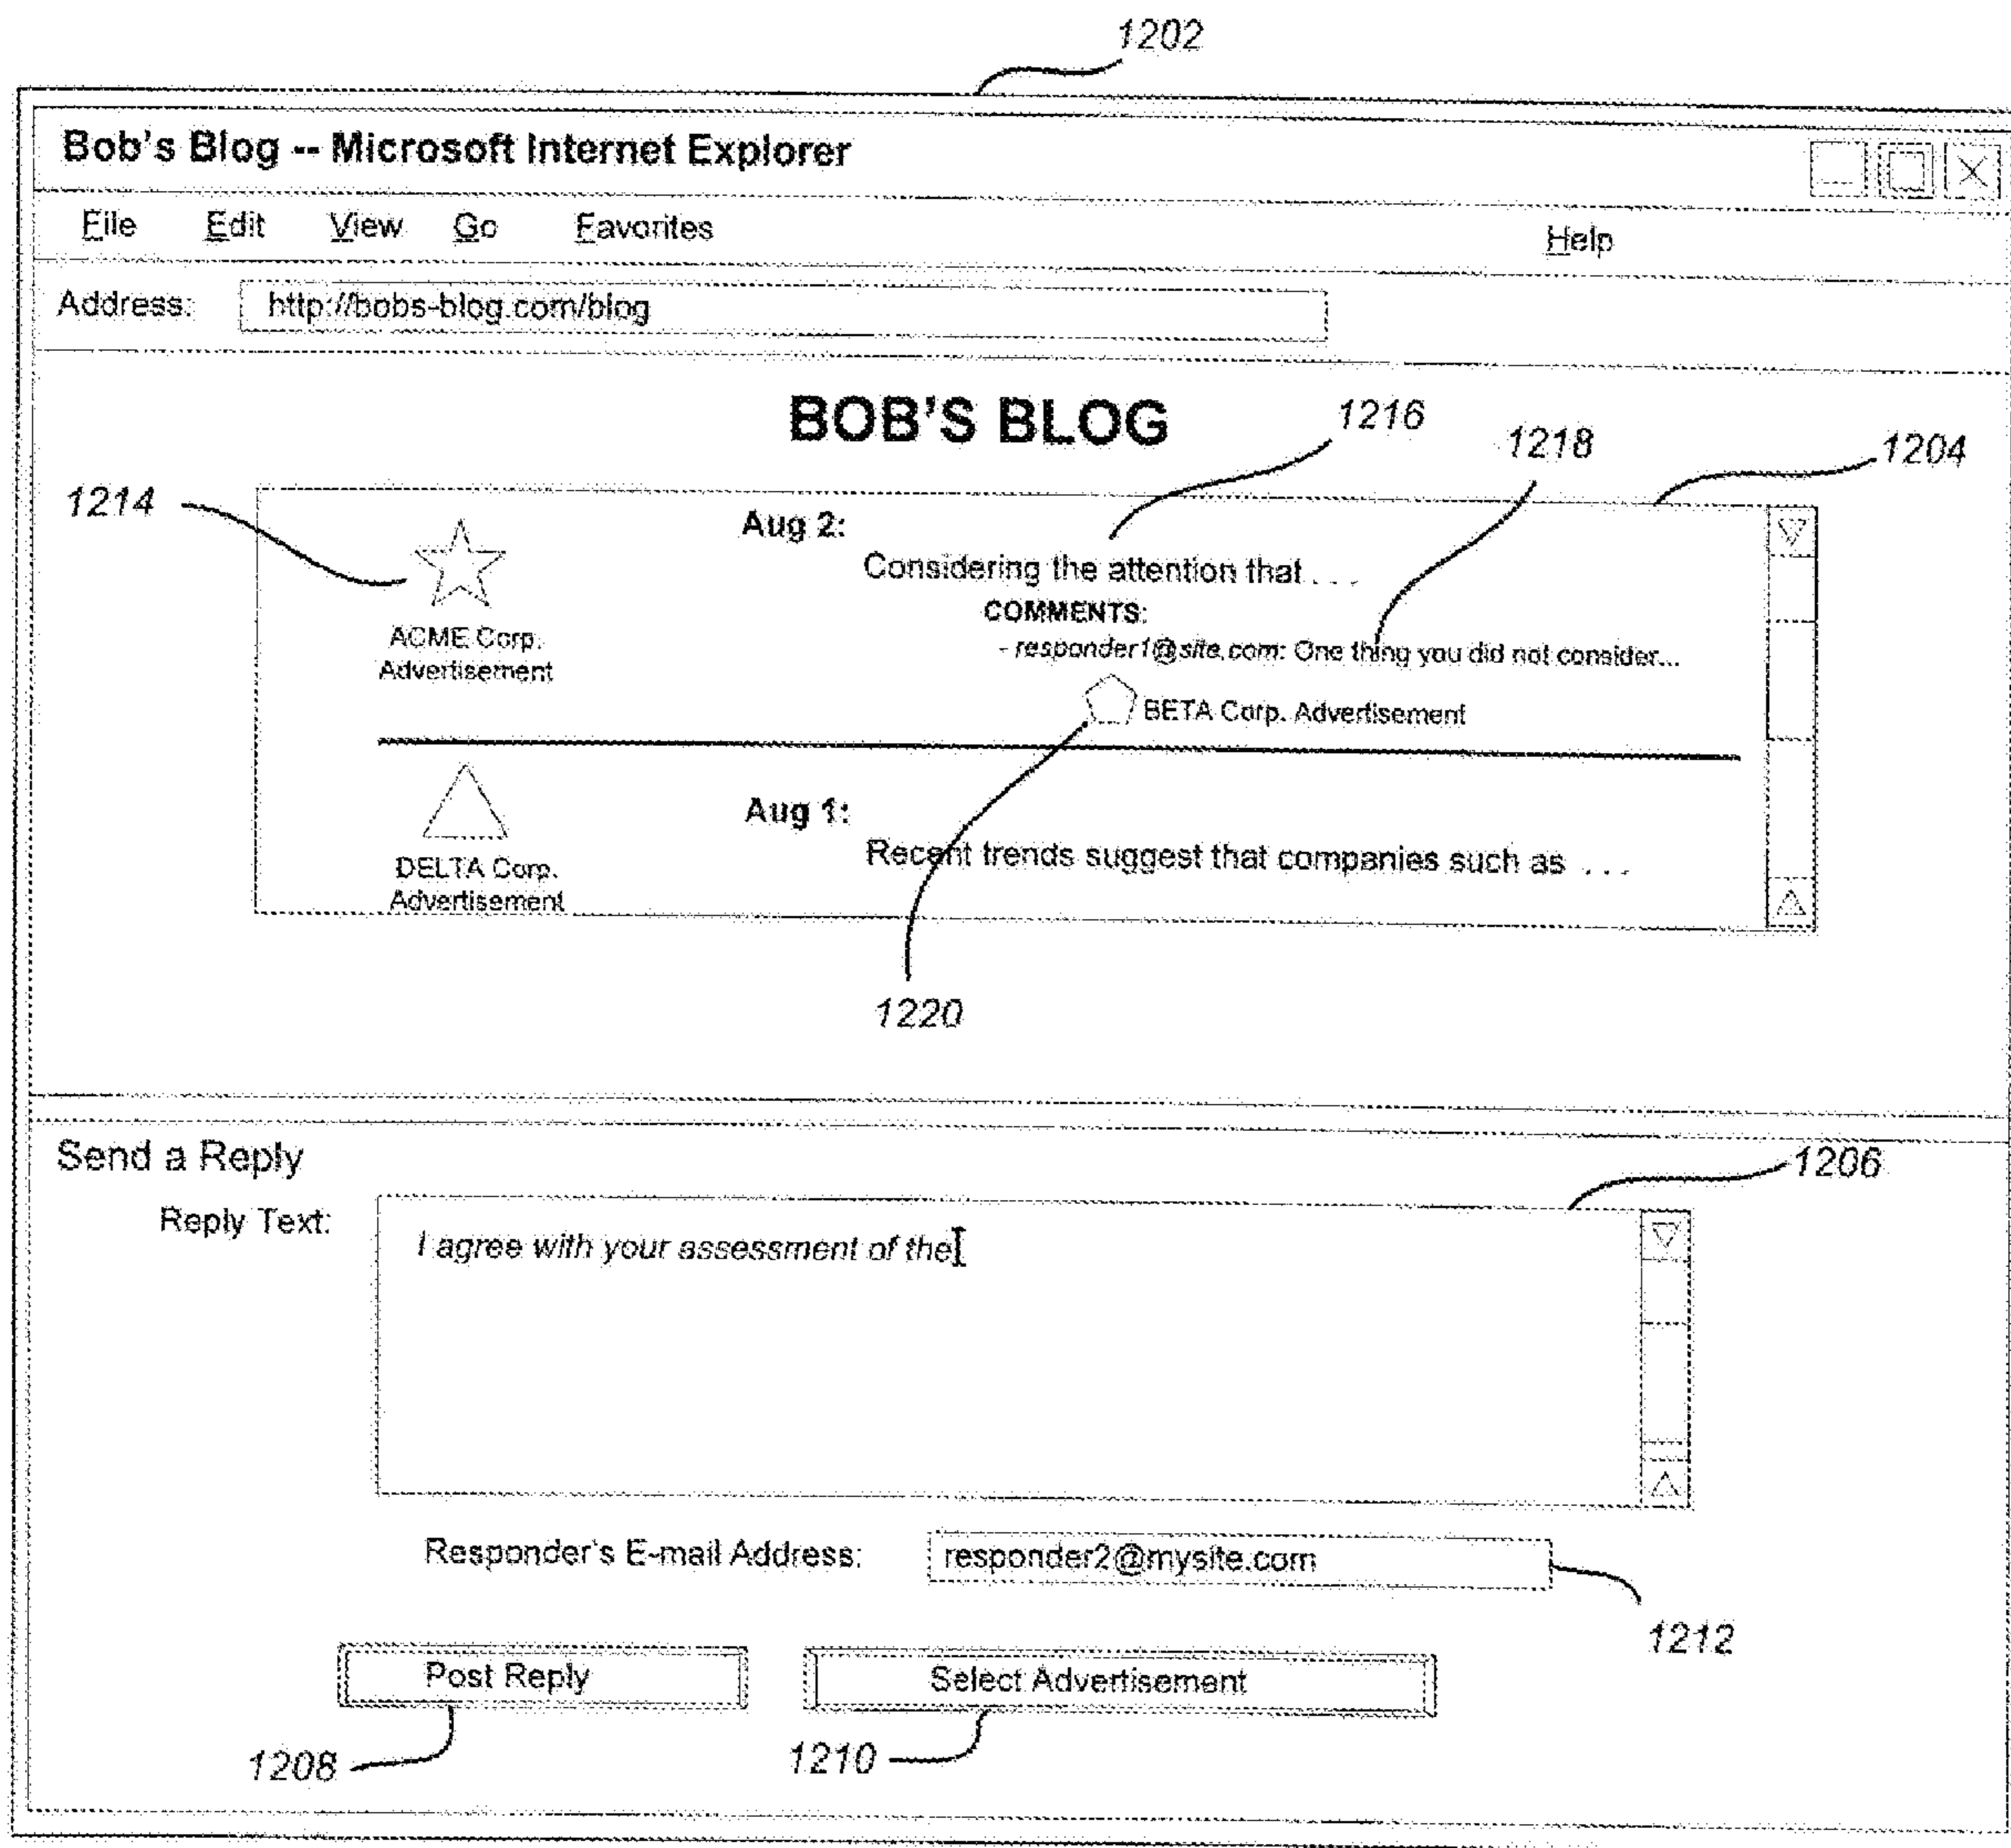 1202
Bob's Blog -- Microsoft Internet Explorer
File Edit View Go Favorites Help
Address: http://bobs-blog.com/blog
BOB'S BLOG
1216
1218
1204
1214
Aug 2:
Considering the attention that . . .
COMMENTS:
- responder1@site.com: One thing you did not consider...
ACME Corp.
Advertisement
BETA Corp. Advertisement
Aug 1:
Recent trends suggest that companies such as . . .
DELTA Corp.
Advertisement
1220
Send a Reply
1206
Reply Text:
I agree with your assessment of the
Responder's E-mail Address: responder2@mysite.com
1212
Post Reply Select Advertisement
1208
1210